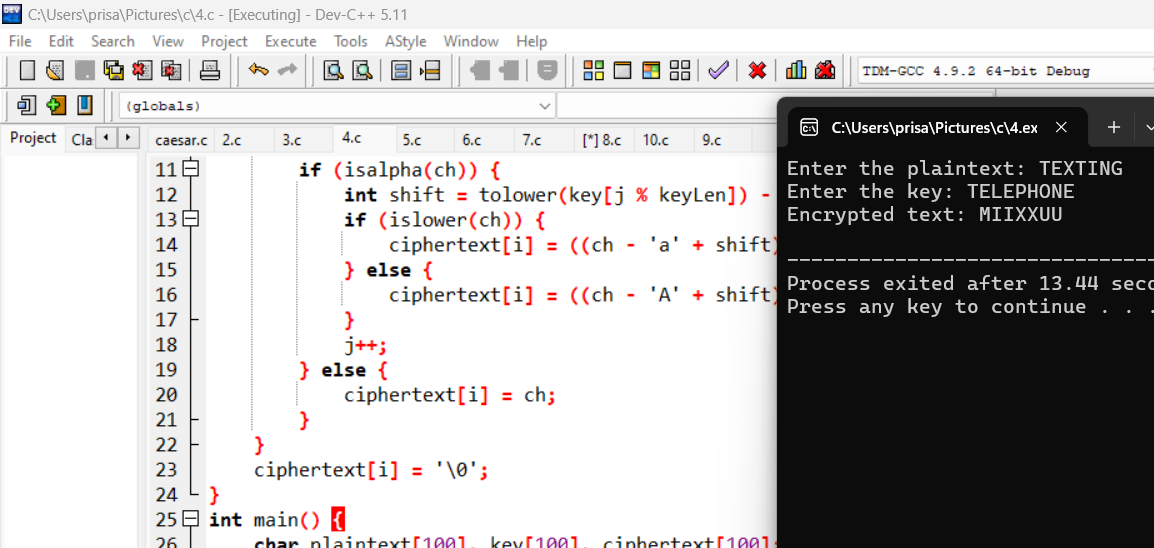 C:\Users\prisa\Pictures\c\4.c - [Executing] - Dev-C++ 5.11
File Edit Search View Project Execute Tools AStyle Window Help
TDM-GCC 4.9.2 64-bit Debug
(globals)
Project Cla caesar.c 2.c 3.c 4.c 5.c 6.c 7.c [*] 8.c 10.c 9.c
11 if (isalpha(ch)) {
12 int shift = tolower(key[j % keyLen]) -
13 if (islower(ch)) {
14 ciphertext[i] = ((ch - 'a' + shift)
15 } else {
16 ciphertext[i] = ((ch - 'A' + shift)
17 }
18 j++;
19 } else {
20 ciphertext[i] = ch;
21 }
22 }
23 ciphertext[i] = '\0';
24 }
25 int main() {
26 char plaintext[100], key[100], ciphertext[100];
C:\Users\prisa\Pictures\c\4.ex
Enter the plaintext: TEXTING
Enter the key: TELEPHONE
Encrypted text: MIIXXUU
--------------------------------
Process exited after 13.44 seco
Press any key to continue . . .